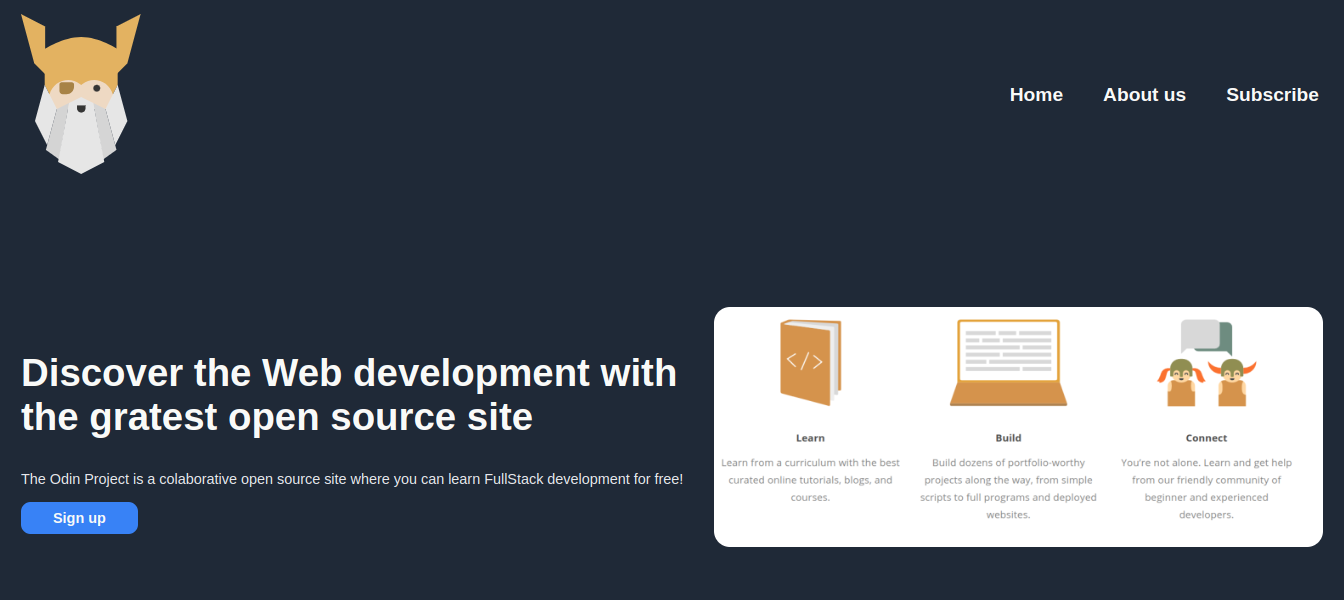 Home About us Subscribe
Discover the Web development with
the gratest open source site
The Odin Project is a colaborative open source site where you can learn FullStack development for free!
Sign up
</>
Learn
Learn from a curriculum with the best
curated online tutorials, blogs, and
courses.
Build
Build dozens of portfolio-worthy
projects along the way, from simple
scripts to full programs and deployed
websites.
Connect
You're not alone. Learn and get help
from our friendly community of
beginner and experienced
developers.